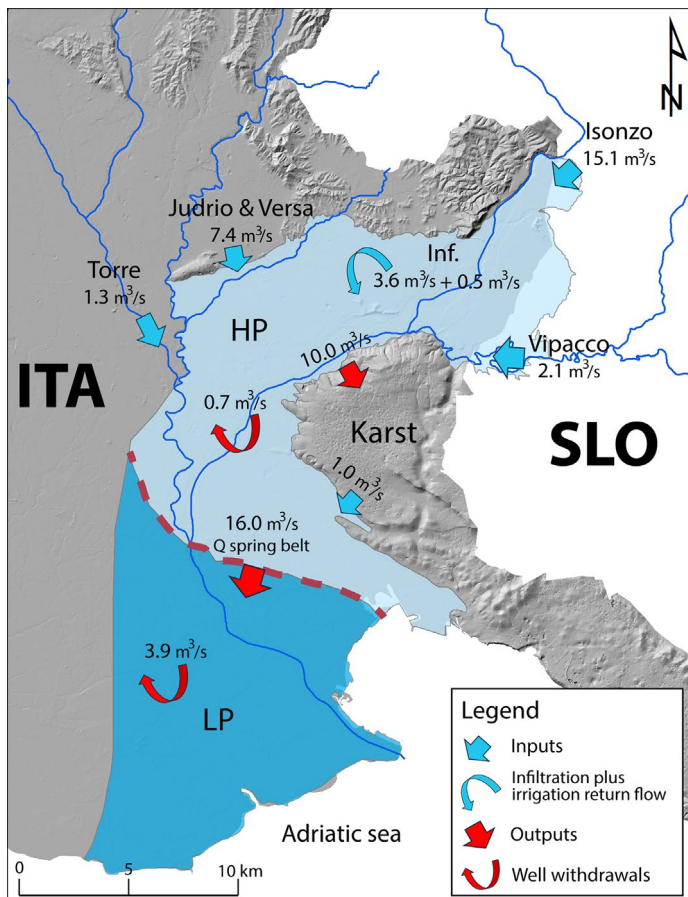 N
Isonzo
15.1 m³/s
Judrio & Versa
7.4 m³/s
Inf.
3.6 m³/s + 0.5 m³/s
Torre
1.3 m³/s
HP
10.0 m³/s
Vipacco
2.1 m³/s
ITA
0.7 m³/s
Karst
SLO
1.0 m³/s
16.0 m³/s
Q spring belt
3.9 m³/s
LP
Adriatic sea
0 5 10 km
Legend
Inputs
Infiltration plus
irrigation return flow
Outputs
Well withdrawals